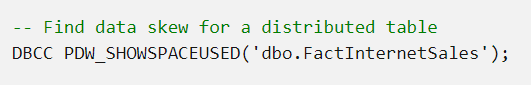 -- Find data skew for a distributed table
DBCC PDW_SHOWSPACEUSED('dbo.FactInternetSales');